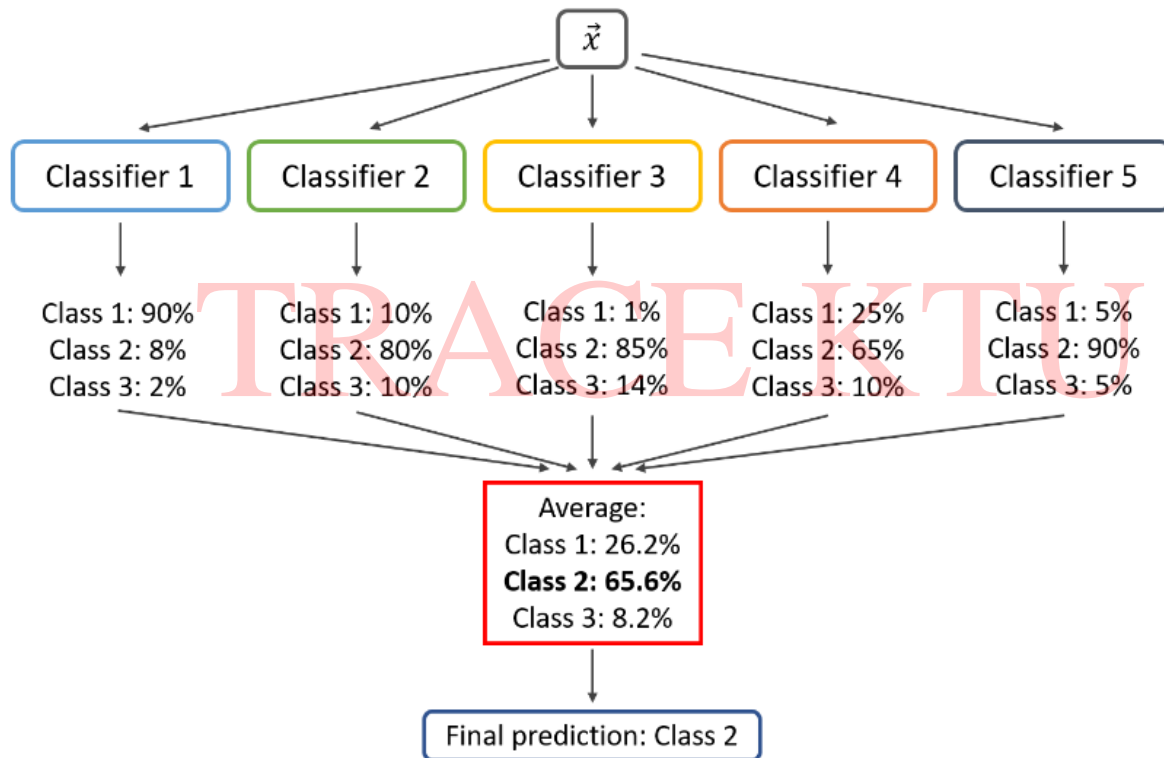 x⃗
Classifier 1
Classifier 2
Classifier 3
Classifier 4
Classifier 5
Class 1: 90%
Class 2: 8%
Class 3: 2%
Class 1: 10%
Class 2: 80%
Class 3: 10%
Class 1: 1%
Class 2: 85%
Class 3: 14%
Class 1: 25%
Class 2: 65%
Class 3: 10%
Class 1: 5%
Class 2: 90%
Class 3: 5%
TRACE KTU
Average:
Class 1: 26.2%
Class 2: 65.6%
Class 3: 8.2%
Final prediction: Class 2